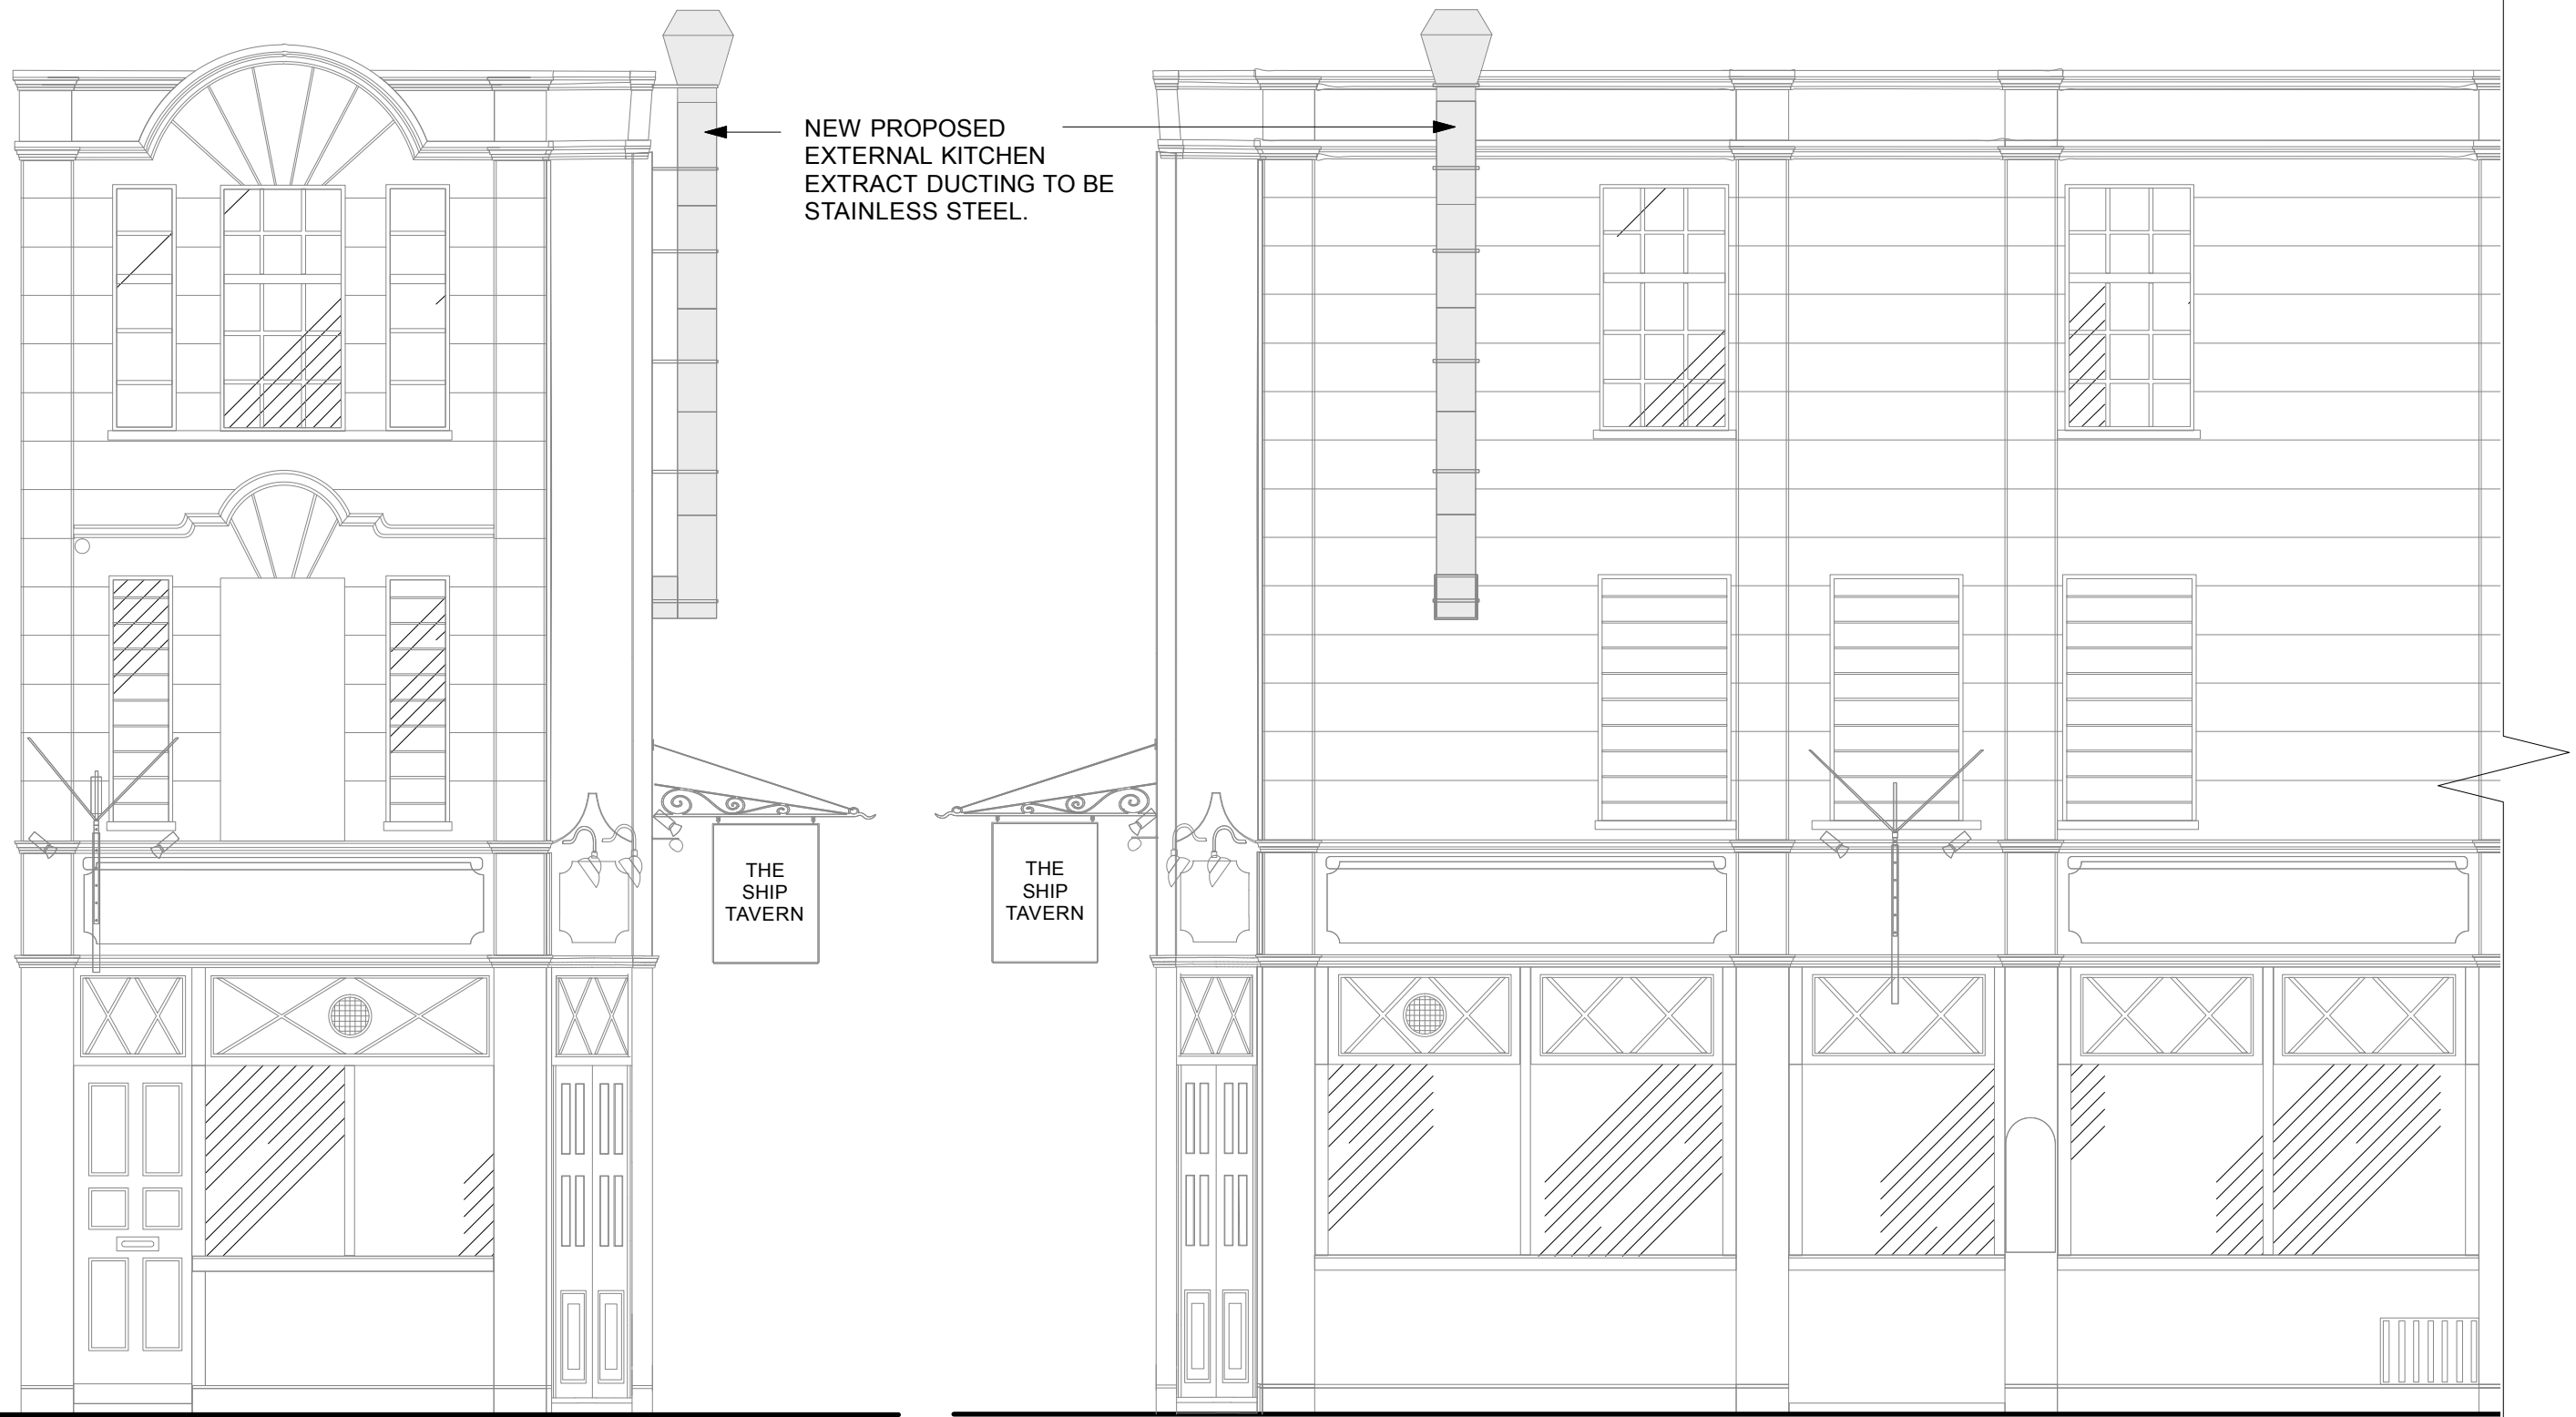 NEW PROPOSED
EXTERNAL KITCHEN
EXTRACT DUCTING TO BE
STAINLESS STEEL.
THE
SHIP
TAVERN
THE
SHIP
TAVERN